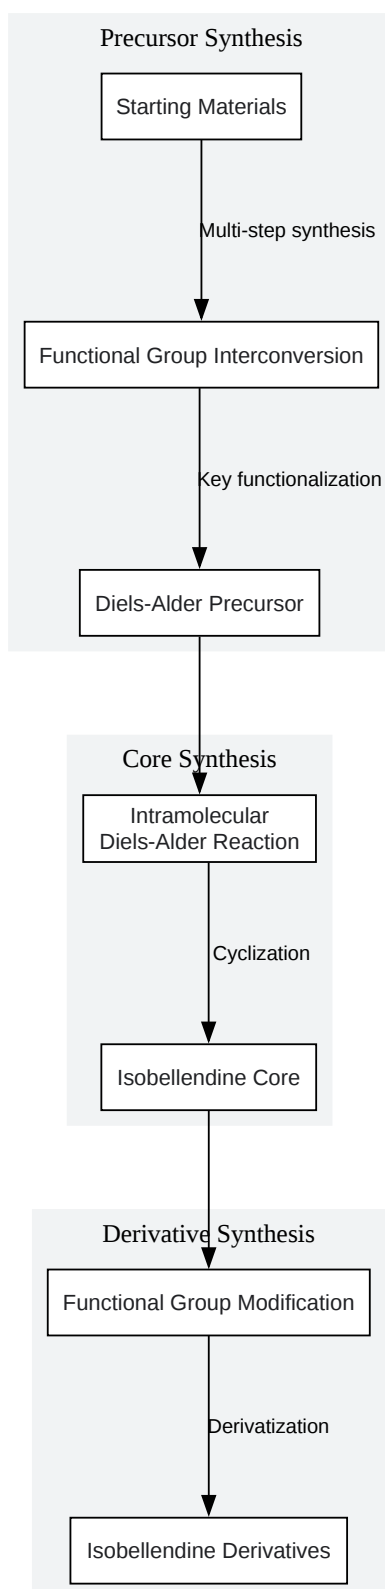 Precursor Synthesis
Starting Materials
Multi-step synthesis
Functional Group Interconversion
Key functionalization
Diels-Alder Precursor
Core Synthesis
Intramolecular
Diels-Alder Reaction
Cyclization
Isobellendine Core
Derivative Synthesis
Functional Group Modification
Derivatization
Isobellendine Derivatives